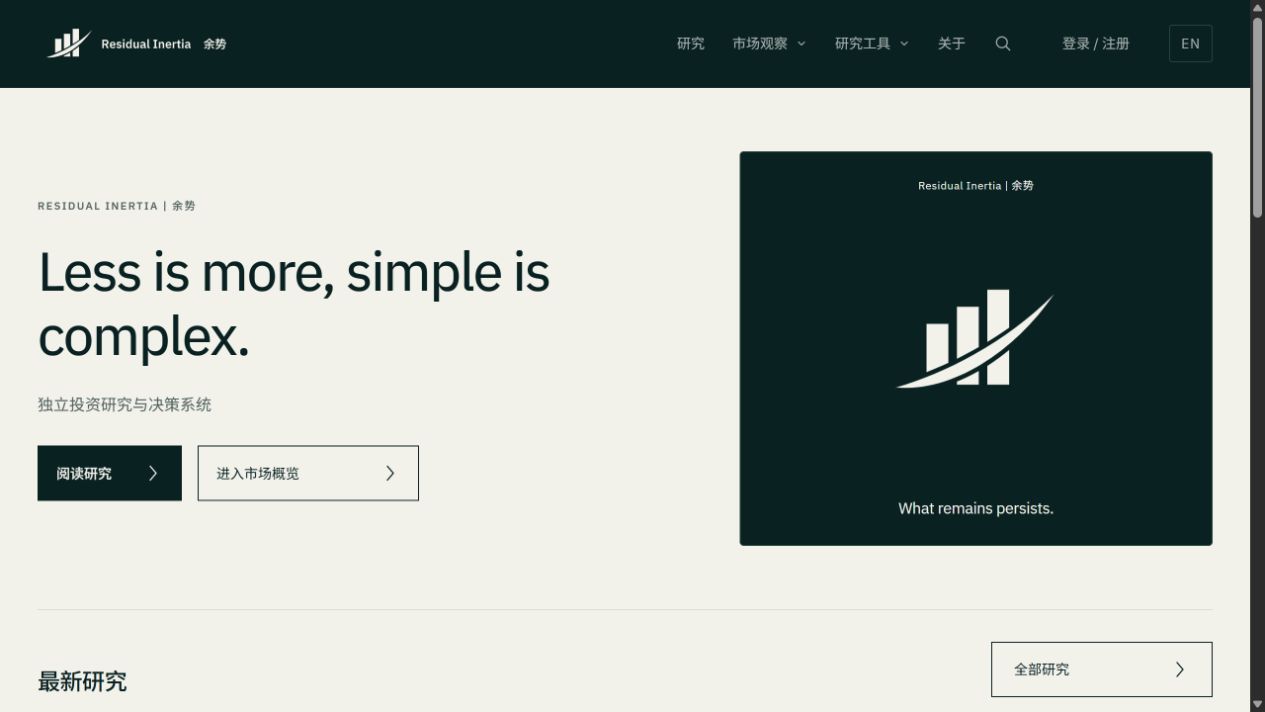 Residual Inertia 余势
研究 市场观察 研究工具 关于 登录 / 注册 EN
RESIDUAL INERTIA | 余势
Less is more, simple is
complex.
独立投资研究与决策系统
阅读研究 进入市场概览
Residual Inertia | 余势
What remains persists.
最新研究
全部研究